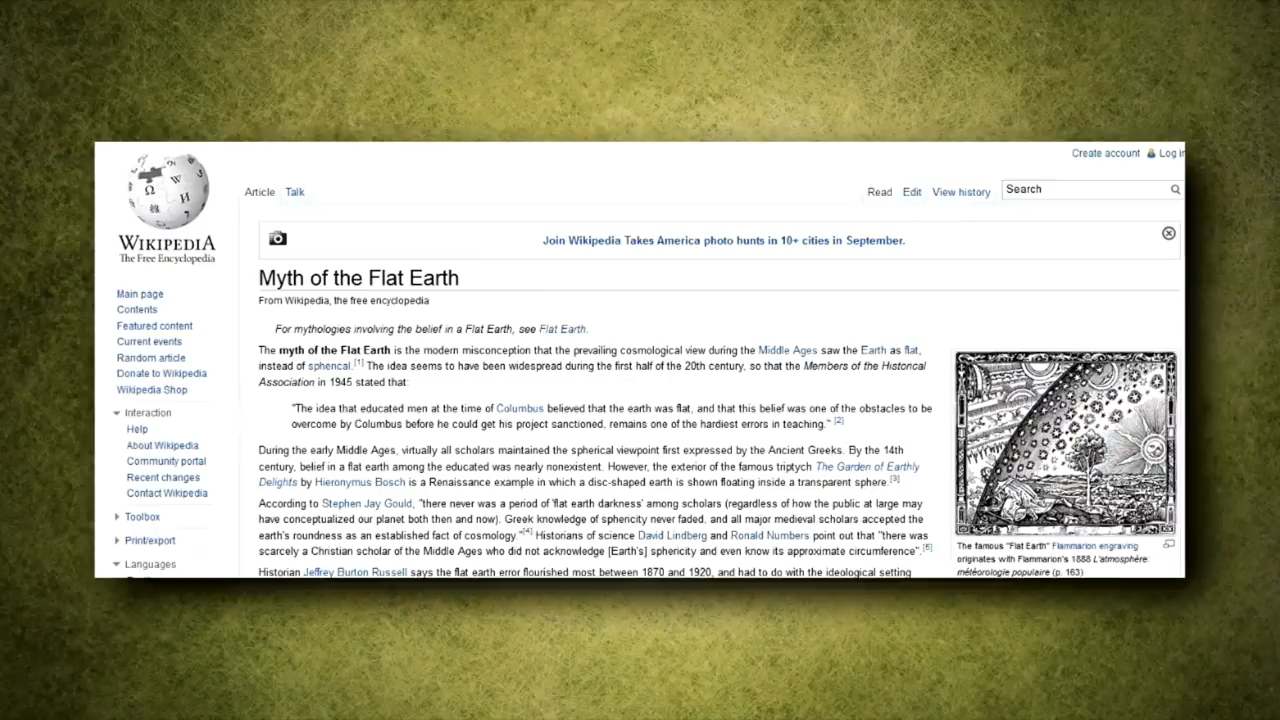 Create account Log in
Article Talk Read Edit View history Search
WIKIPEDIA
The Free Encyclopedia
Join Wikipedia Takes America photo hunts in 10+ cities in September.
Main page
Contents
Featured content
Current events
Random article
Donate to Wikipedia
Wikipedia Shop
Interaction
Help
About Wikipedia
Community portal
Recent changes
Contact Wikipedia
Toolbox
Print/export
Languages
Myth of the Flat Earth
From Wikipedia, the free encyclopedia
For mythologies involving the belief in a Flat Earth, see Flat Earth.
The myth of the Flat Earth is the modern misconception that the prevailing cosmological view during the Middle Ages saw the Earth as flat,
instead of spherical.[1] The idea seems to have been widespread during the first half of the 20th century, so that the Members of the Historical
Association in 1945 stated that:
"The idea that educated men at the time of Columbus believed that the earth was flat, and that this belief was one of the obstacles to be
overcome by Columbus before he could get his project sanctioned, remains one of the hardiest errors in teaching." [2]
During the early Middle Ages, virtually all scholars maintained the spherical viewpoint first expressed by the Ancient Greeks. By the 14th
century, belief in a flat earth among the educated was nearly nonexistent. However, the exterior of the famous triptych The Garden of Earthly
Delights by Hieronymus Bosch is a Renaissance example in which a disc-shaped earth is shown floating inside a transparent sphere.[3]
According to Stephen Jay Gould, "there never was a period of 'flat earth darkness' among scholars (regardless of how the public at large may
have conceptualized our planet both then and now). Greek knowledge of sphericity never faded, and all major medieval scholars accepted the
earth's roundness as an established fact of cosmology."[4] Historians of science David Lindberg and Ronald Numbers point out that "there was
scarcely a Christian scholar of the Middle Ages who did not acknowledge [Earth's] sphericity and even know its approximate circumference".[5]
Historian Jeffrey Burton Russell says the flat earth error flourished most between 1870 and 1920, and had to do with the ideological setting
The famous "Flat Earth" Flammarion engraving
originates with Flammarion's 1888 L'atmosphère:
météorologie populaire (p. 163)